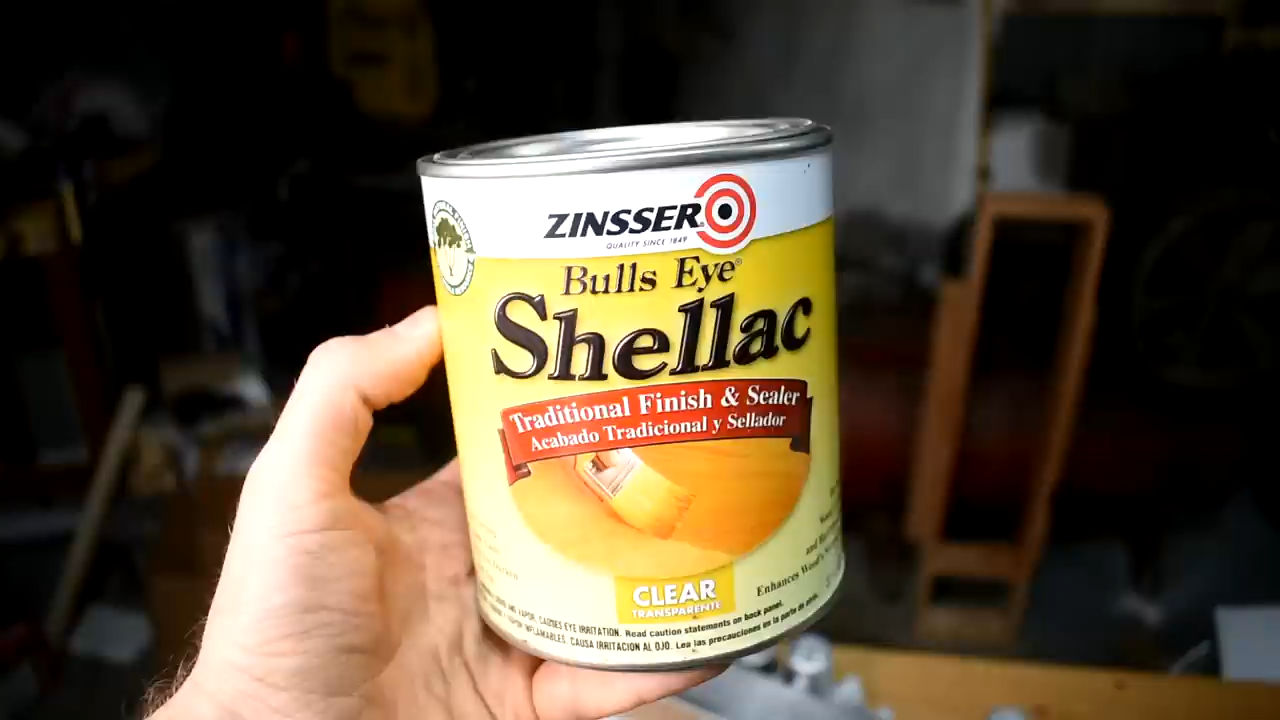 ZINSSER
QUALITY SINCE 1849
Bulls Eye®
Shellac
Traditional Finish & Sealer
Acabado Tradicional y Sellador
CLEAR
TRANSPARENTE
Enhances Wood's
AND VAPOR, CAUSES EYE IRRITATION. Read caution statements on back panel.
INFLAMABLES. CAUSA IRRITACION AL OJO. Lea las precauciones en la parte de atrás.